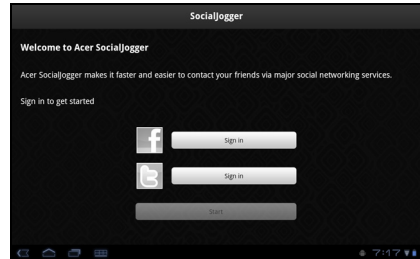 SocialJogger
Welcome to Acer SocialJogger
Acer SocialJogger makes it faster and easier to contact your friends via major social networking services.
Sign in to get started
f
Sign in
t
Sign in
Start
7:17